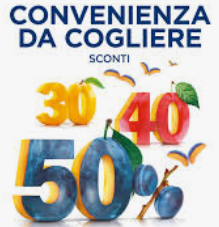 CONVENIENZA
DA COGLIERE
SCONTI
30 40
50%